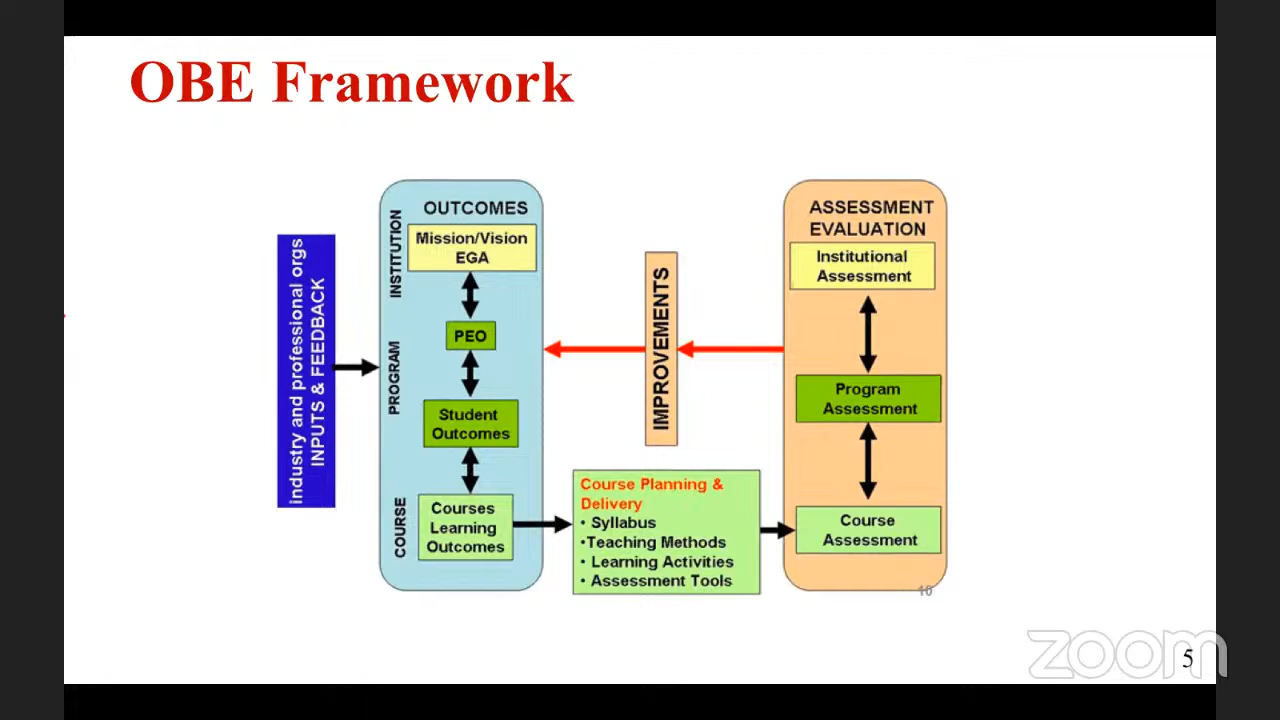 OBE Framework
industry and professional orgs
INPUTS & FEEDBACK
INSTITUTION
PROGRAM
COURSE
OUTCOMES
Mission/Vision
EGA
PEO
Student
Outcomes
Courses
Learning
Outcomes
Course Planning &
Delivery
• Syllabus
•Teaching Methods
• Learning Activities
• Assessment Tools
IMPROVEMENTS
ASSESSMENT
EVALUATION
Institutional
Assessment
Program
Assessment
Course
Assessment
10
zoom
5